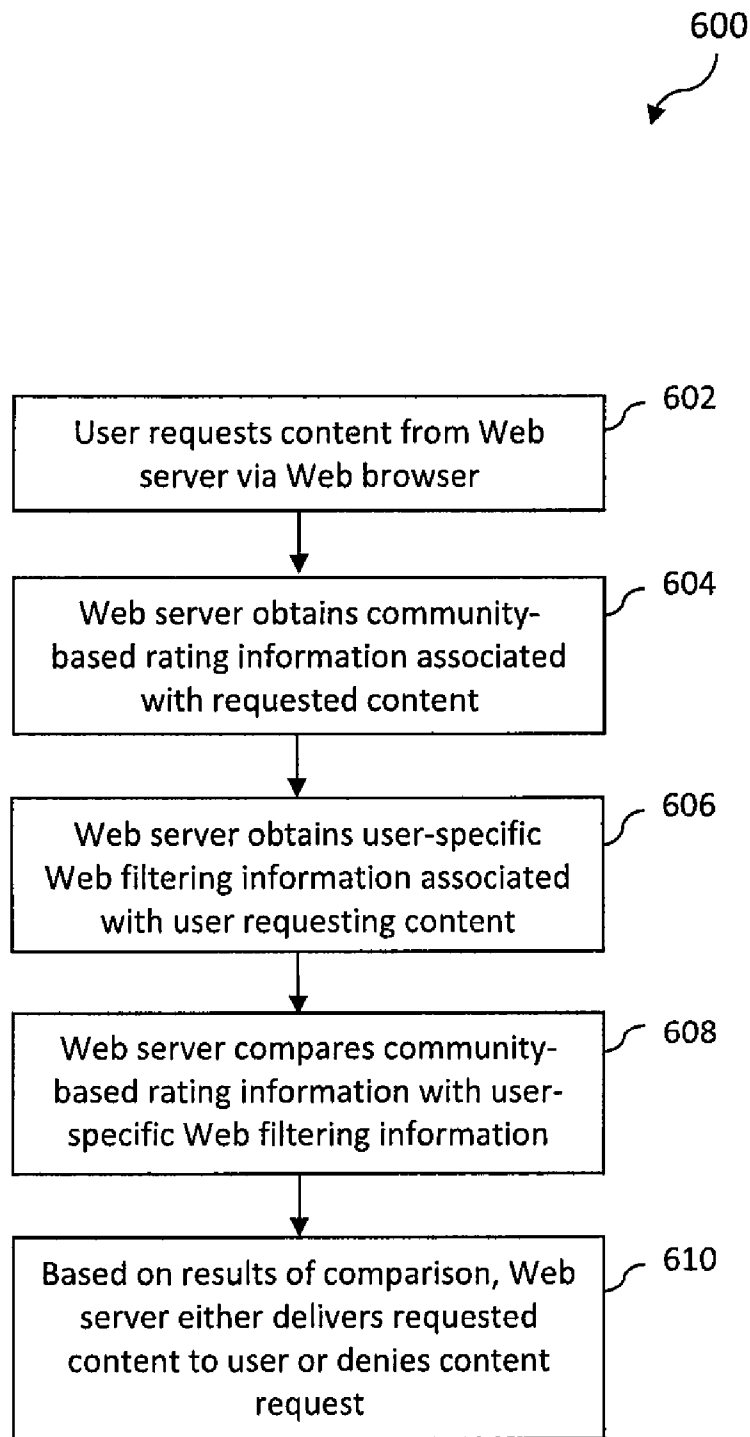 600
602
User requests content from Web
server via Web browser
604
Web server obtains community-
based rating information associated
with requested content
606
Web server obtains user-specific
Web filtering information associated
with user requesting content
608
Web server compares community-
based rating information with user-
specific Web filtering information
610
Based on results of comparison, Web
server either delivers requested
content to user or denies content
request